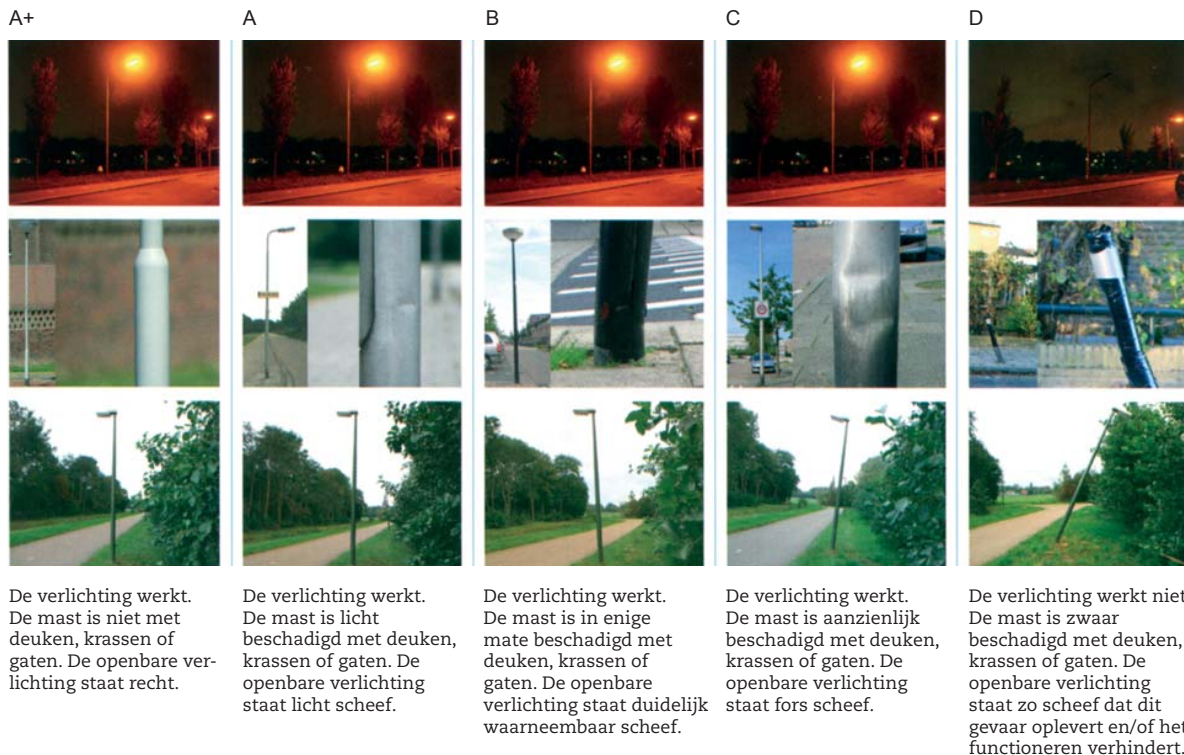 A+
A
B
C
D
De verlichting werkt.
De mast is niet met
deuken, krassen of
gaten. De openbare ver-
lichting staat recht.
De verlichting werkt.
De mast is licht
beschadigd met deuken,
krassen of gaten. De
openbare verlichting
staat licht scheef.
De verlichting werkt.
De mast is in enige
mate beschadigd met
deuken, krassen of
gaten. De openbare
verlichting staat duidelijk
waarneembaar scheef.
De verlichting werkt.
De mast is aanzienlijk
beschadigd met deuken,
krassen of gaten. De
openbare verlichting
staat fors scheef.
De verlichting werkt niet
De mast is zwaar
beschadigd met deuken,
krassen of gaten. De
openbare verlichting
staat zo scheef dat dit
gevaar oplevert en/of het
functioneren verhindert.